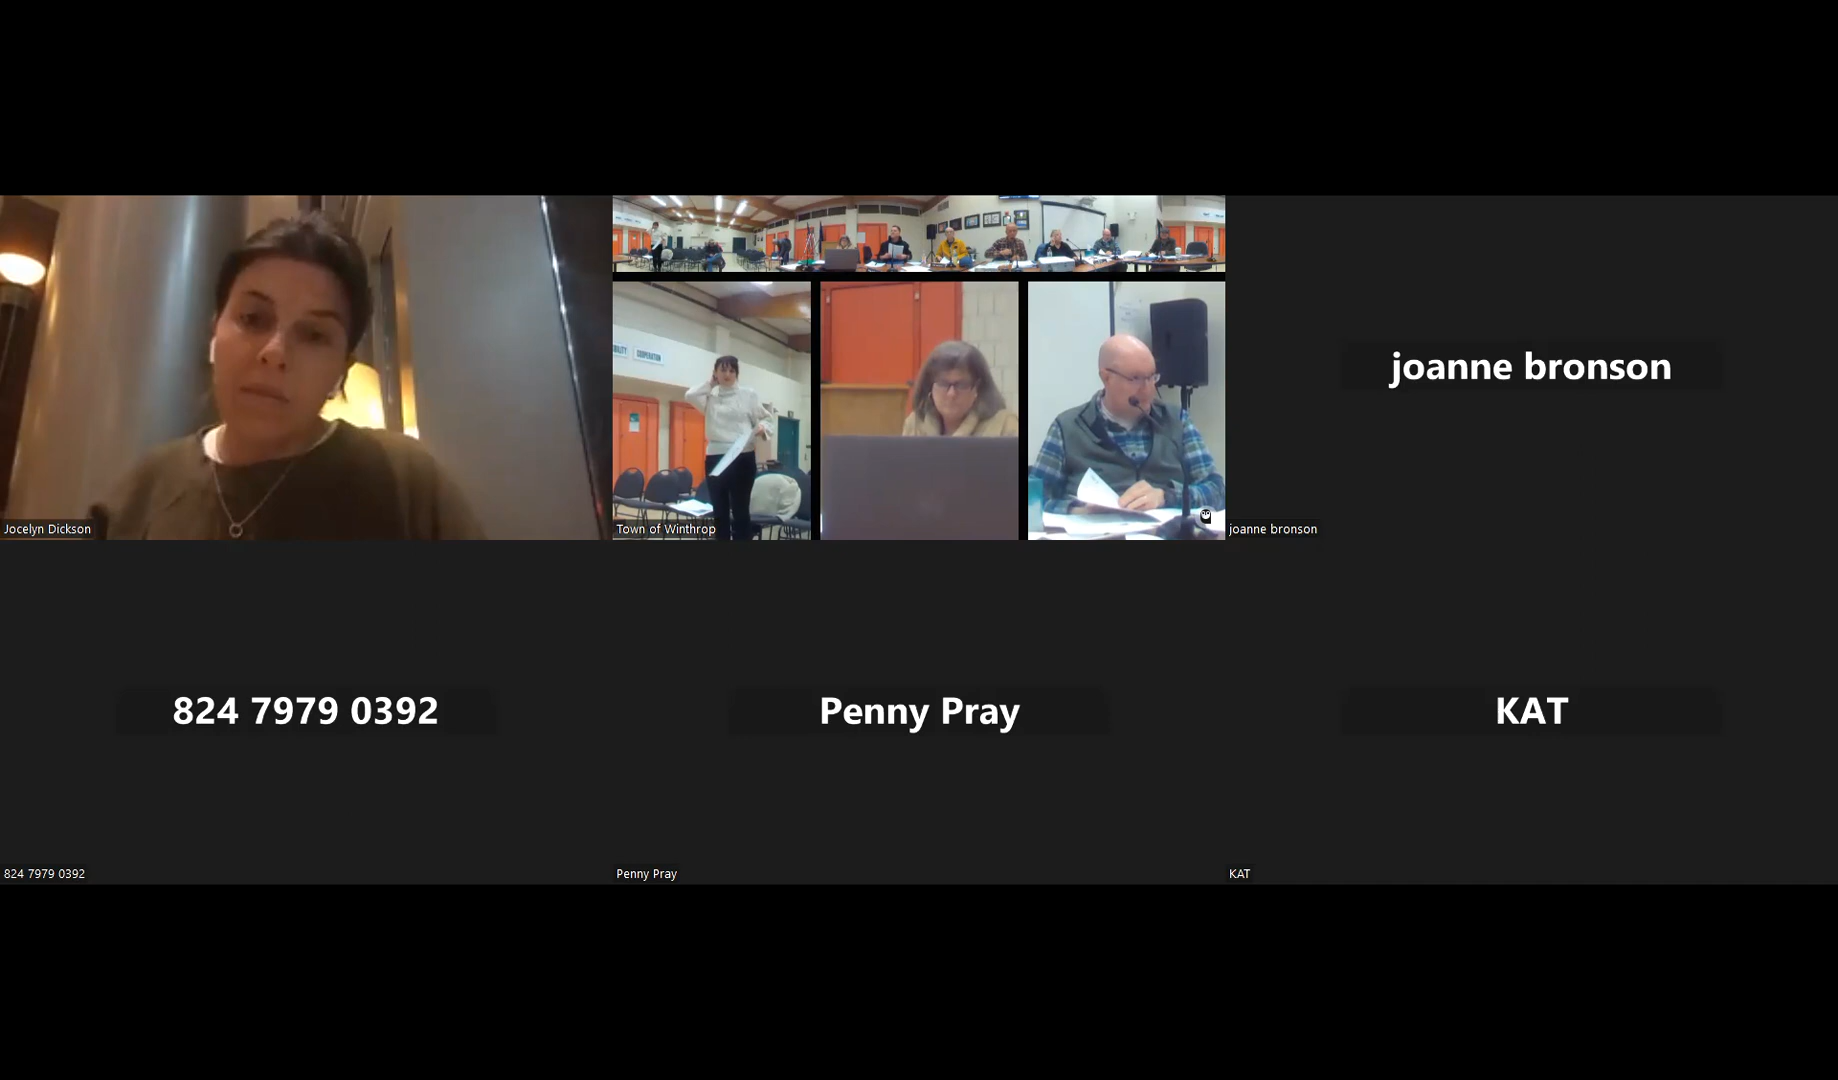 COOPERATION
joanne bronson
Jocelyn Dickson
Town of Winthrop
joanne bronson
824 7979 0392
Penny Pray
KAT
824 7979 0392
Penny Pray
KAT